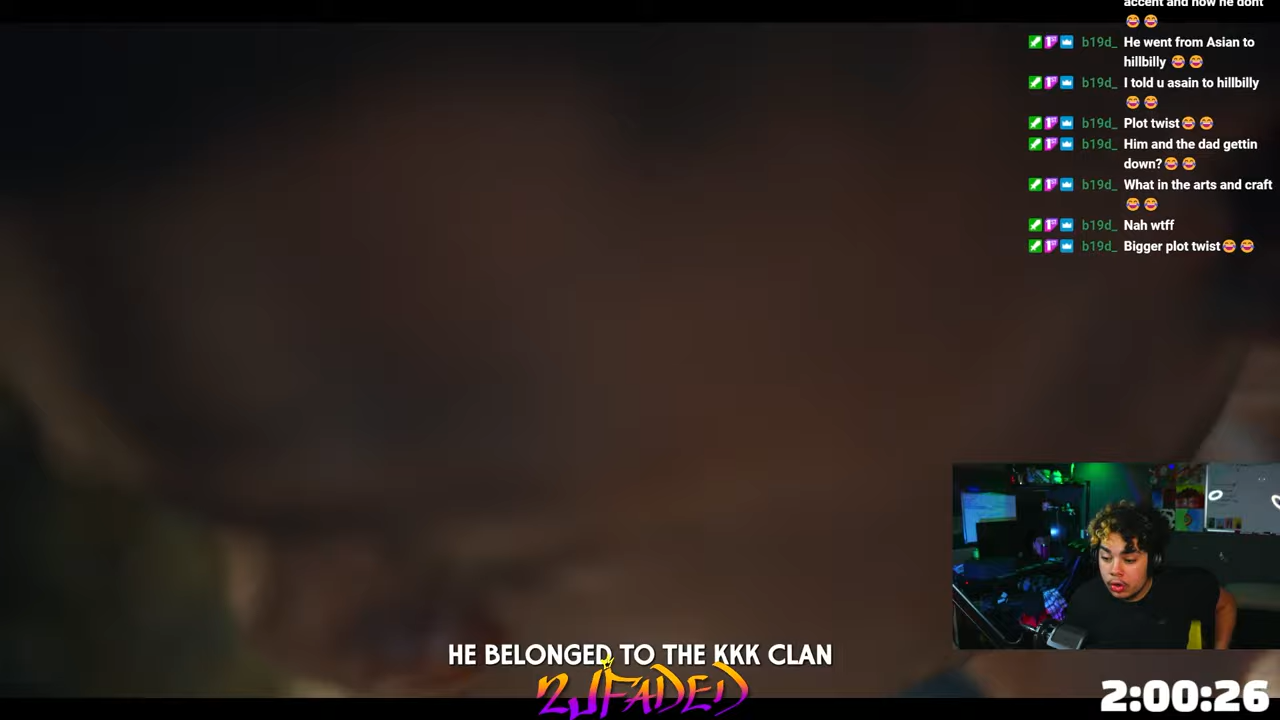 accent and now he dont
😂 😂
b19d_ He went from Asian to
hillbilly 😂 😂
b19d_ I told u asain to hillbilly
😂 😂
b19d_ Plot twist😂 😂
b19d_ Him and the dad gettin
down?😂 😂
b19d_ What in the arts and craft
😂 😂
b19d_ Nah wtff
b19d_ Bigger plot twist😂 😂
HE BELONGED TO THE KKK CLAN
2JFADED
2:00:26